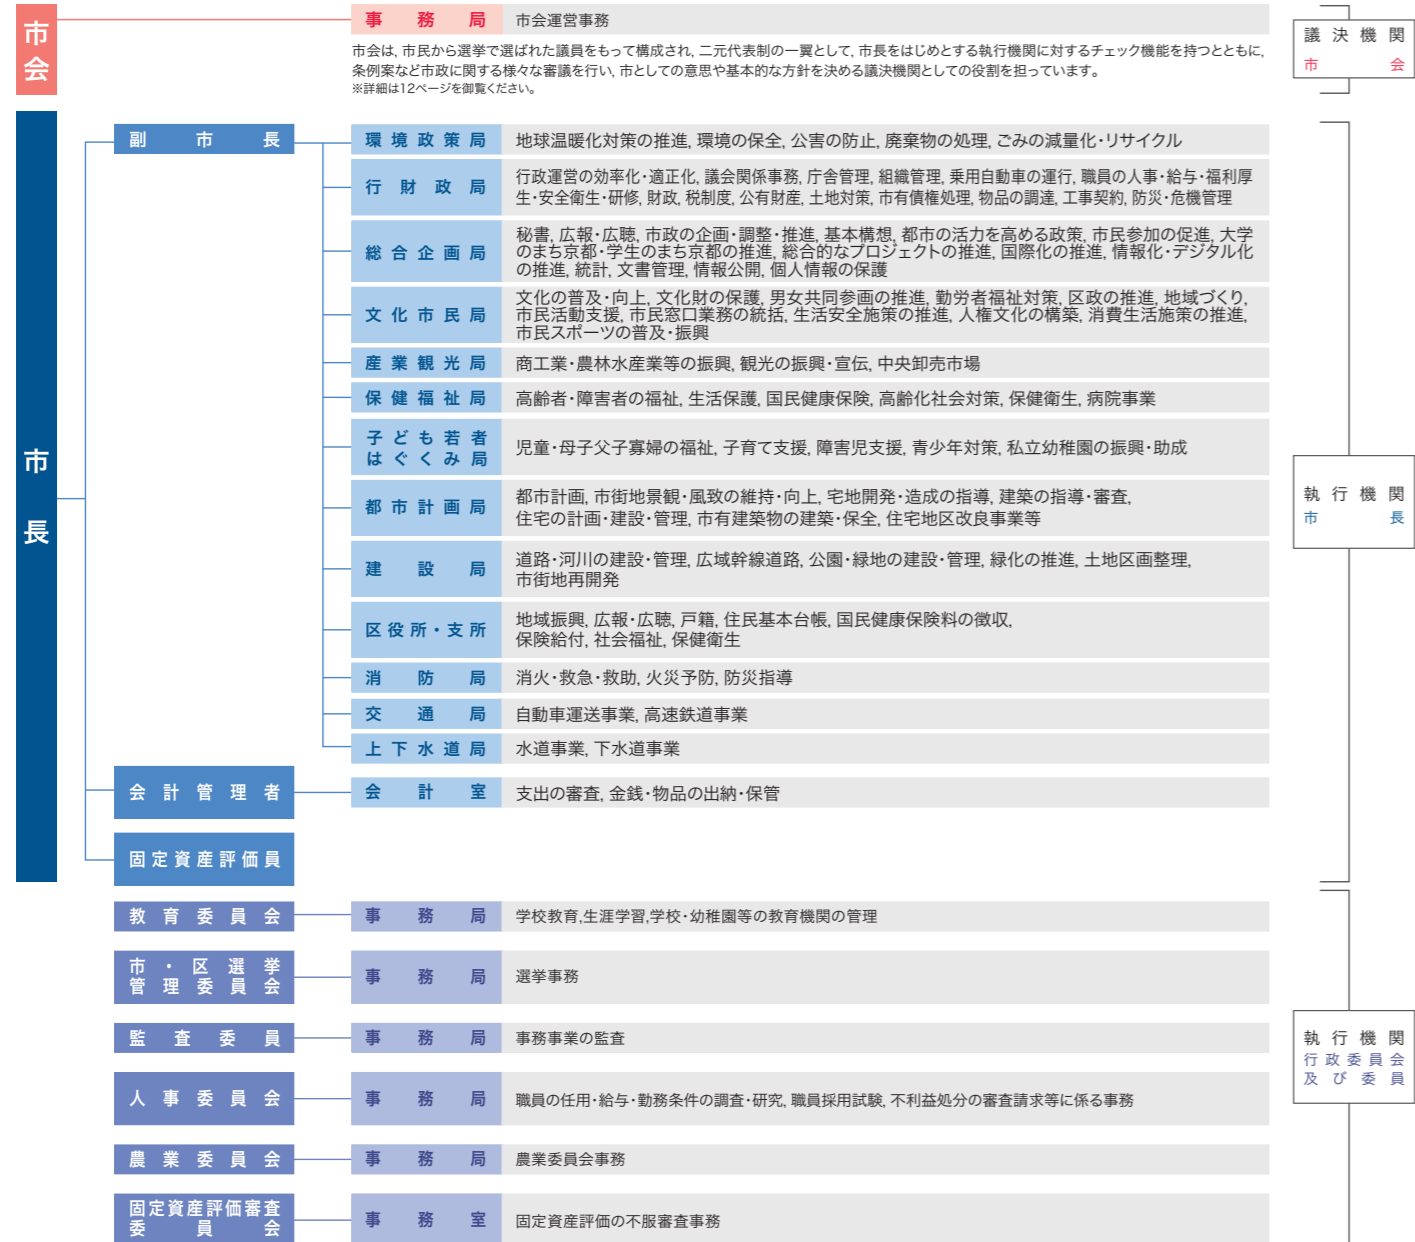 市会
事務局 市会運営事務
市会は, 市民から選挙で選ばれた議員をもって構成され, 二元代表制の一翼として, 市長をはじめとする執行機関に対するチェック機能を持つとともに,
条例案など市政に関する様々な審議を行い, 市としての意思や基本的な方針を決める議決機関としての役割を担っています。
※詳細は12ページを御覧ください。
議決機関
市会
市長
副市長
環境政策局 地球温暖化対策の推進, 環境の保全, 公害の防止, 廃棄物の処理, ごみの減量化・リサイクル
行財政局
行政運営の効率化・適正化, 議会関係事務, 庁舎管理, 組織管理, 乗用自動車の運行, 職員の人事・給与・福利厚
生・安全衛生・研修, 財政, 税制度, 公有財産, 土地対策, 市有債権処理, 物品の調達, 工事契約, 防災・危機管理
総合企画局
秘書, 広報・広聴, 市政の企画・調整・推進, 基本構想, 都市の活力を高める政策, 市民参加の促進, 大学
のまち京都・学生のまち京都の推進, 総合的なプロジェクトの推進, 国際化の推進, 情報化・デジタル化
の推進, 統計, 文書管理, 情報公開, 個人情報の保護
文化市民局
文化の普及・向上, 文化財の保護, 男女共同参画の推進, 勤労者福祉対策, 区政の推進, 地域づくり,
市民活動支援, 市民窓口業務の統括, 生活安全施策の推進, 人権文化の構築, 消費生活施策の推進,
市民スポーツの普及・振興
産業観光局 商工業・農林水産業等の振興, 観光の振興・宣伝, 中央卸売市場
保健福祉局 高齢者・障害者の福祉, 生活保護, 国民健康保険, 高齢化社会対策, 保健衛生, 病院事業
子ども若者
はぐくみ局
児童・母子父子寡婦の福祉, 子育て支援, 障害児支援, 青少年対策, 私立幼稚園の振興・助成
都市計画局
都市計画, 市街地景観・風致の維持・向上, 宅地開発・造成の指導, 建築の指導・審査,
住宅の計画・建設・管理, 市有建築物の建築・保全, 住宅地区改良事業等
建設局
道路・河川の建設・管理, 広域幹線道路, 公園・緑地の建設・管理, 緑化の推進, 土地区画整理,
市街地再開発
区役所・支所
地域振興, 広報・広聴, 戸籍, 住民基本台帳, 国民健康保険料の徴収,
保険給付, 社会福祉, 保健衛生
消防局 消火・救急・救助, 火災予防, 防災指導
交通局 自動車運送事業, 高速鉄道事業
上下水道局 水道事業, 下水道事業
会計管理者 会計室 支出の審査, 金銭・物品の出納・保管
固定資産評価員
執行機関
市長
教育委員会 事務局 学校教育,生涯学習,学校・幼稚園等の教育機関の管理
市・区選挙
管理委員会
事務局 選挙事務
監査委員 事務局 事務事業の監査
人事委員会 事務局 職員の任用・給与・勤務条件の調査・研究, 職員採用試験, 不利益処分の審査請求等に係る事務
農業委員会 事務局 農業委員会事務
固定資産評価審査
委員会
事務室 固定資産評価の不服審査事務
執行機関
行政委員会
及び委員